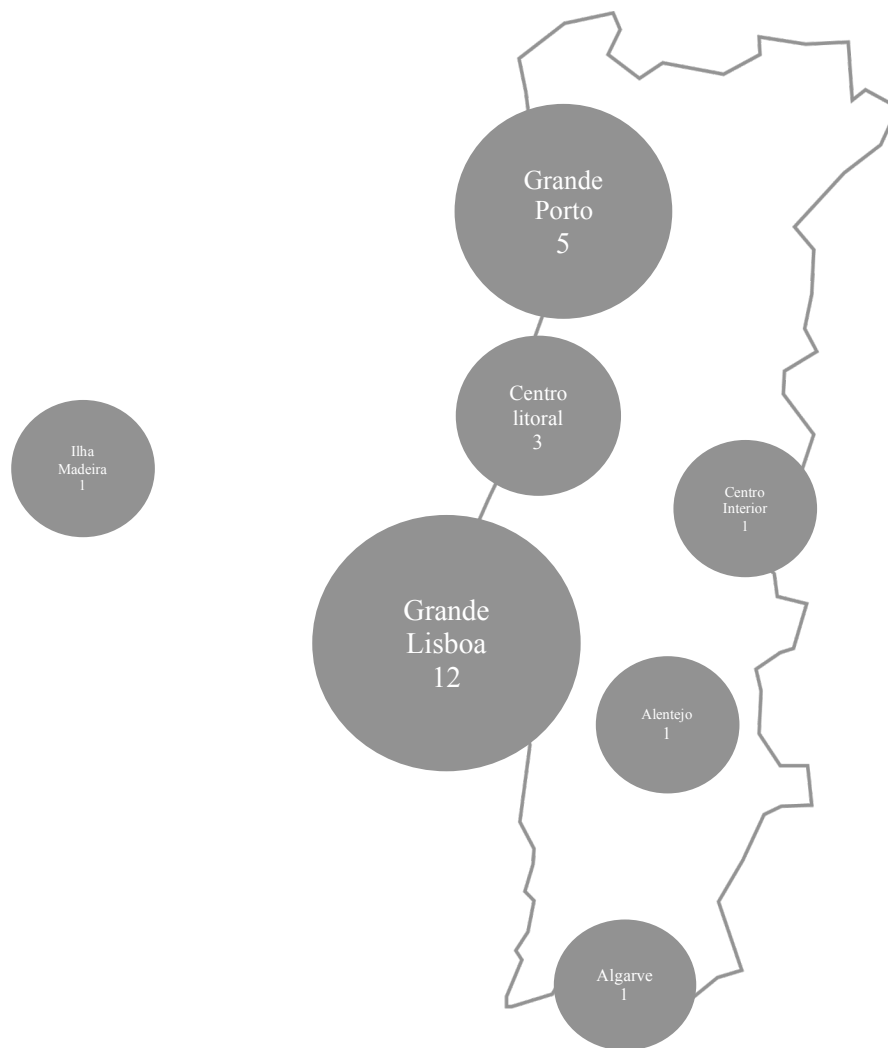 Grande
Porto
5
Centro
litoral
3
Ilha
Madeira
1
Centro
Interior
1
Grande
Lisboa
12
Alentejo
1
Algarve
1